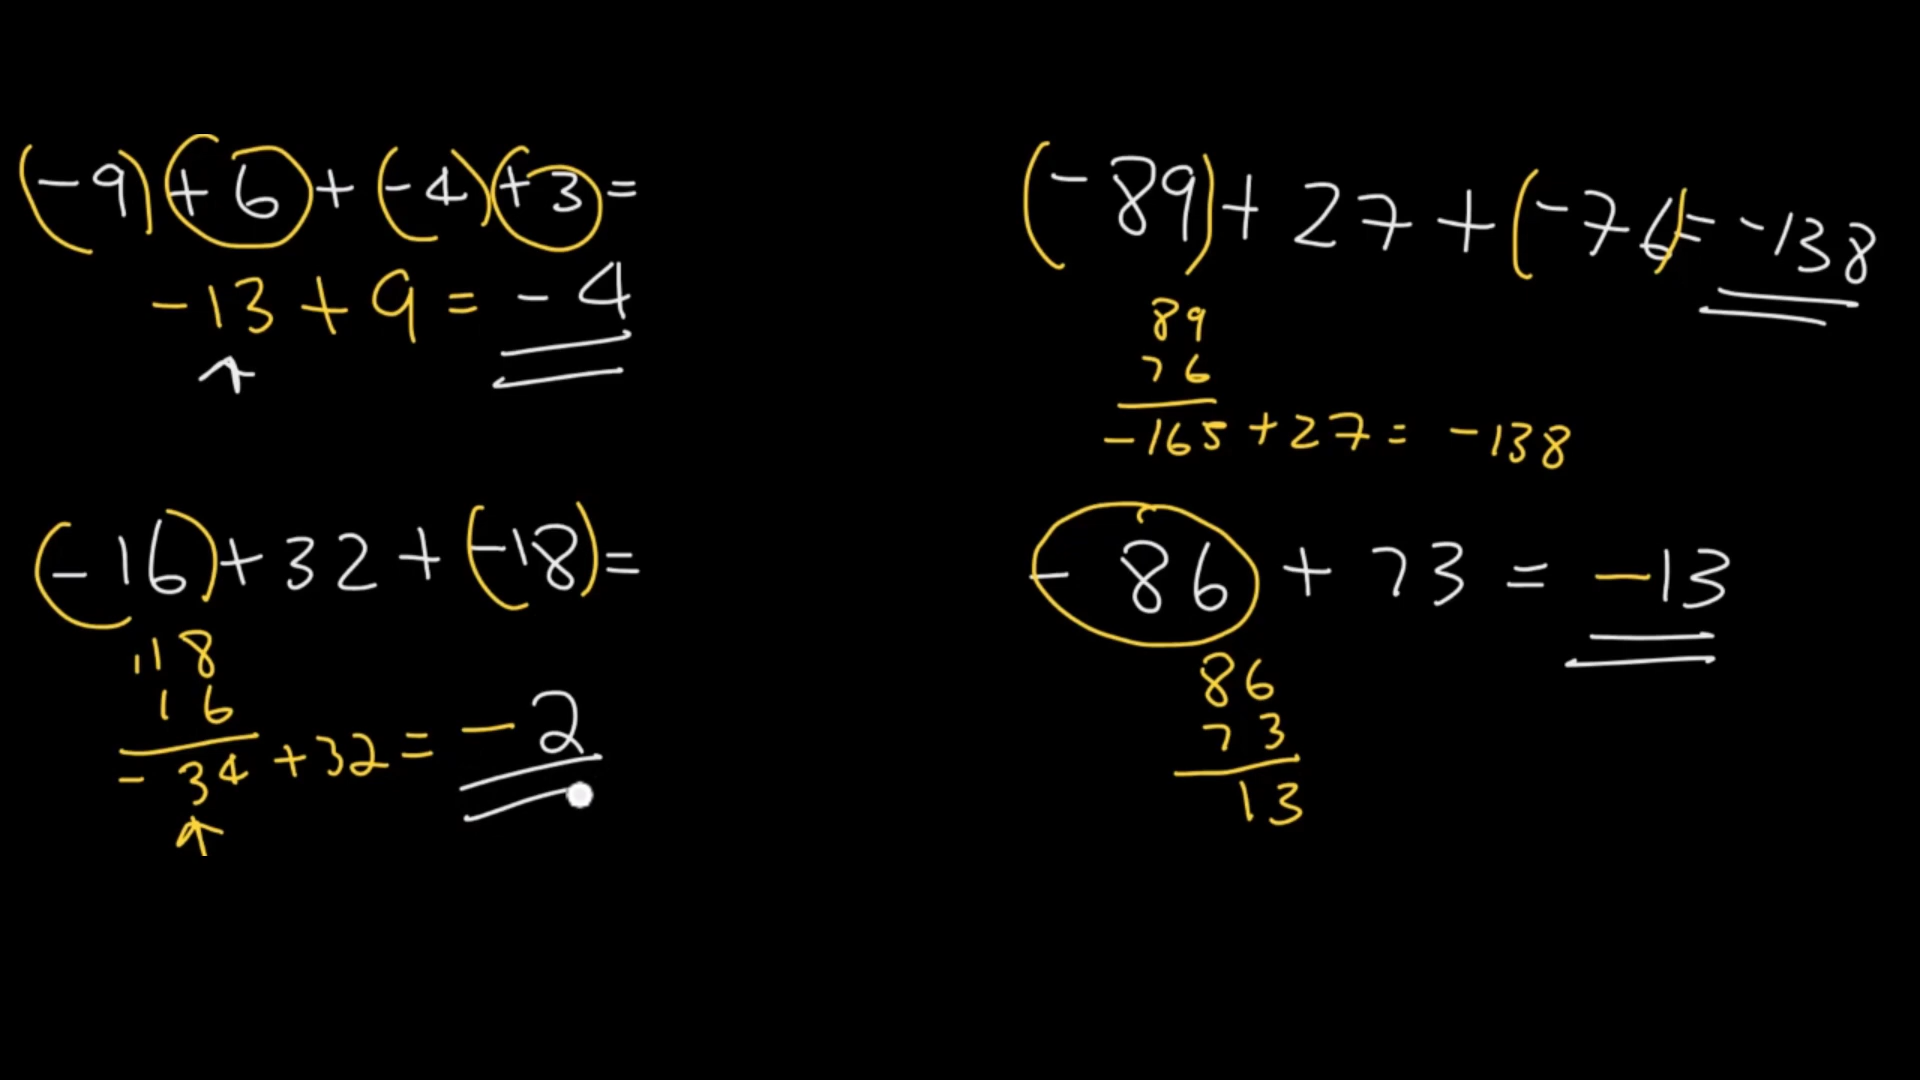 (-9) + 6 + (-4) + 3 =
-13 + 9 = -4
(-16) + 32 + (-18) =
18
16
-34 + 32 = -2
(-89) + 27 + (-76) = -138
89
76
-165 + 27 = -138
-86 + 73 = -13
86
73
13